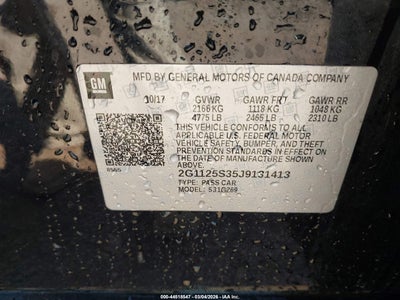 GM
MFD BY GENERAL MOTORS OF CANADA COMPANY
10/17 GVWR GAWR FRT GAWR RR
2166 KG 1118 KG 1048 KG
4775 LB 2465 LB 2310 LB
THIS VEHICLE CONFORMS TO ALL
APPLICABLE U.S. FEDERAL MOTOR
VEHICLE SAFETY, BUMPER, AND THEFT
PREVENTION STANDARDS IN EFFECT ON
THE DATE OF MANUFACTURE SHOWN
ABOVE.
2G1125S35J9131413
TYPE: PASS CAR
MODEL: S31GZ69
000-44518547 - 03/04/2026 - IAA Inc.